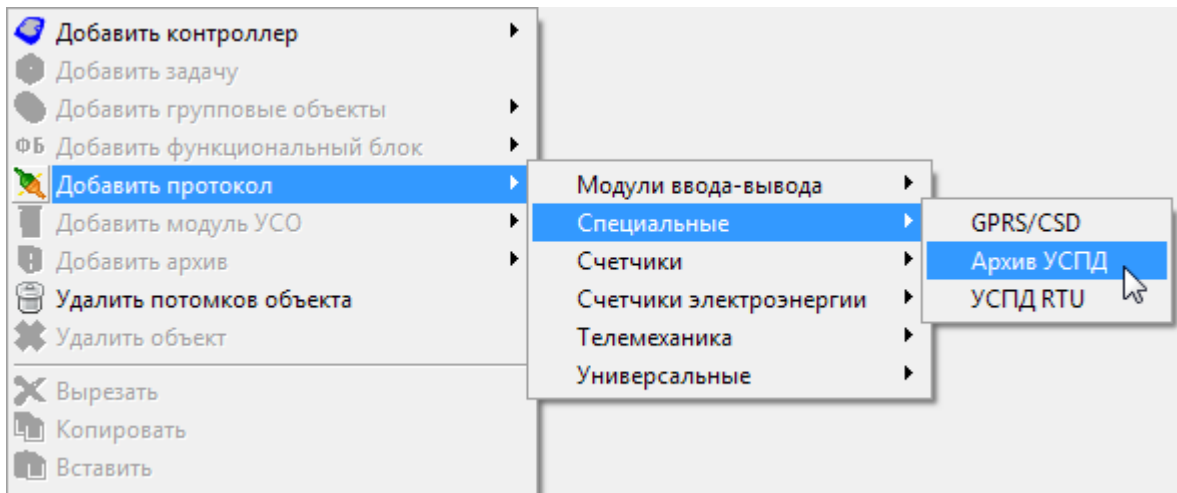 Добавить контроллер
Добавить задачу
Добавить групповые объекты
ФБ Добавить функциональный блок
Добавить протокол
Добавить модуль УСО
Добавить архив
Удалить потомков объекта
Удалить объект
Вырезать
Копировать
Вставить
Модули ввода-вывода
Специальные
Счетчики
Счетчики электроэнергии
Телемеханика
Универсальные
GPRS/CSD
Архив УСПД
УСПД RTU